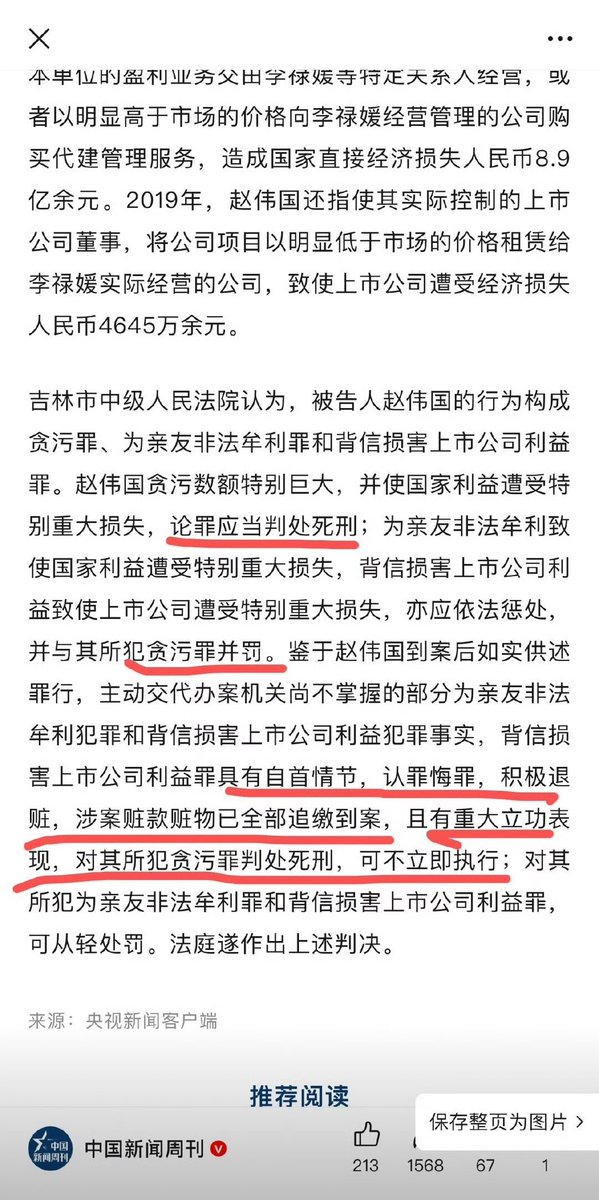 本单位的盈利业务交由李禄媛等特定关系人经营，或
者以明显高于市场的价格向李禄媛经营管理的公司购
买代建管理服务，造成国家直接经济损失人民币8.9
亿余元。2019年，赵伟国还指使其实际控制的上市
公司董事，将公司项目以明显低于市场的价格租赁给
李禄媛实际经营的公司，致使上市公司遭受经济损失
人民币4645万余元。
吉林市中级人民法院认为，被告人赵伟国的行为构成
贪污罪、为亲友非法牟利罪和背信损害上市公司利益
罪。赵伟国贪污数额特别巨大，并使国家利益遭受特
别重大损失，论罪应当判处死刑；为亲友非法牟利致
使国家利益遭受特别重大损失，背信损害上市公司利
益致使上市公司遭受特别重大损失，亦应依法惩处，
并与其所犯贪污罪并罚。鉴于赵伟国到案后如实供述
罪行，主动交代办案机关尚不掌握的部分为亲友非法
牟利犯罪和背信损害上市公司利益犯罪事实，背信损
害上市公司利益罪具有自首情节，认罪悔罪，积极退
赃，涉案赃款赃物已全部追缴到案，且有重大立功表
现，对其所犯贪污罪判处死刑，可不立即执行；对其
所犯为亲友非法牟利罪和背信损害上市公司利益罪，
可从轻处罚。法庭遂作出上述判决。
来源：央视新闻客户端
推荐阅读
保存整页为图片
中国
新闻周刊
中国新闻周刊
213 1568 67 1